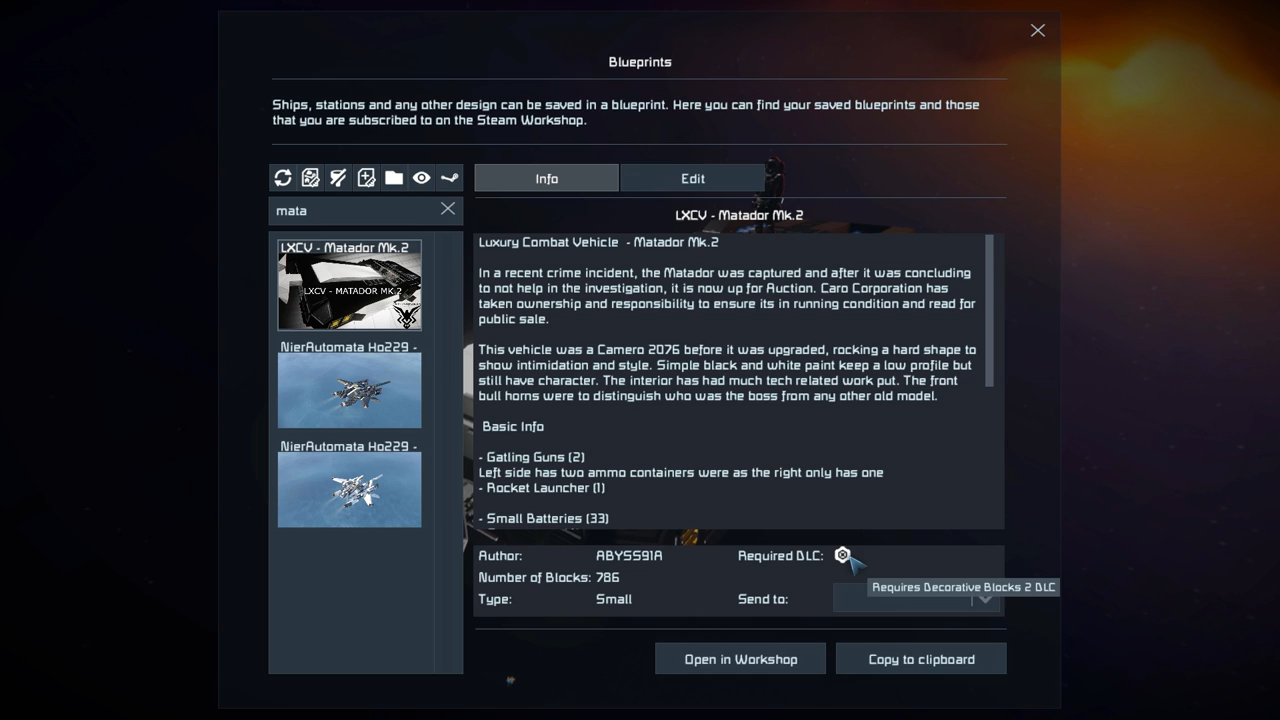 Blueprints
Ships, stations and any other design can be saved in a blueprint. Here you can find your saved blueprints and those
that you are subscribed to on the Steam Workshop.
Info
Edit
mata
LXCV - Matador Mk.2
LXCV - MATADOR MK.2
NierAutomata Ho229 -
NierAutomata Ho229 -
LXCV - Matador Mk.2
Luxury Combat Vehicle - Matador Mk.2
In a recent crime incident, the Matador was captured and after it was concluding
to not help in the investigation, it is now up for Auction. Caro Corporation has
taken ownership and responsibility to ensure its in running condition and read for
public sale.
This vehicle was a Camero 2076 before it was upgraded, rocking a hard shape to
show intimidation and style. Simple black and white paint keep a low profile but
still have character. The interior has had much tech related work put. The front
bull horns were to distinguish who was the boss from any other old model.
Basic Info
- Gatling Guns (2)
Left side has two ammo containers were as the right only has one
- Rocket Launcher (1)
- Small Batteries (33)
Author: ABYSS91A Required DLC:
Number of Blocks: 786
Requires Decorative Blocks 2 DLC
Type: Small Send to:
Open in Workshop
Copy to clipboard